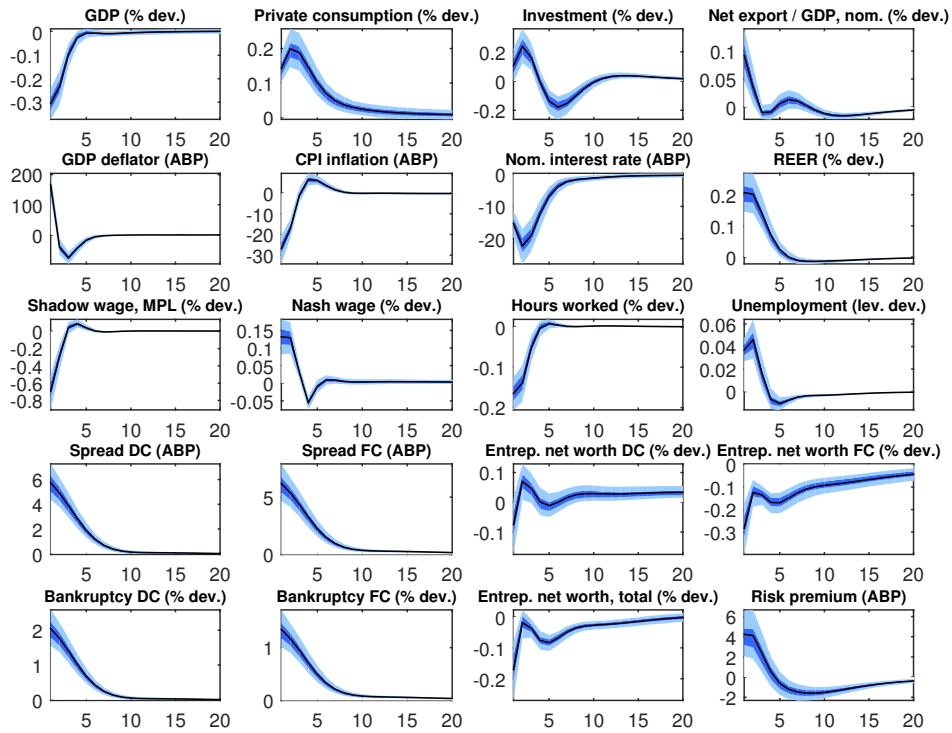 GDP (% dev.)
0
-0.1
-0.2
-0.3
5 10 15 20
Private consumption (% dev.)
0.2
0.1
0
5 10 15 20
Investment (% dev.)
0.2
0
-0.2
5 10 15 20
Net export / GDP, nom. (% dev.)
0.1
0.05
0
5 10 15 20
GDP deflator (ABP)
200
100
0
5 10 15 20
CPI inflation (ABP)
0
-10
-20
-30
5 10 15 20
Nom. interest rate (ABP)
0
-10
-20
5 10 15 20
REER (% dev.)
0.2
0.1
0
5 10 15 20
Shadow wage, MPL (% dev.)
0
-0.2
-0.4
-0.6
-0.8
5 10 15 20
Nash wage (% dev.)
0.15
0.1
0.05
0
-0.05
5 10 15 20
Hours worked (% dev.)
0
-0.1
-0.2
5 10 15 20
Unemployment (lev. dev.)
0.06
0.04
0.02
0
5 10 15 20
Spread DC (ABP)
6
4
2
0
5 10 15 20
Spread FC (ABP)
5
0
5 10 15 20
Entrep. net worth DC (% dev.)
0.1
0
-0.1
5 10 15 20
Entrep. net worth FC (% dev.)
0
-0.1
-0.2
-0.3
5 10 15 20
Bankruptcy DC (% dev.)
2
1
0
5 10 15 20
Bankruptcy FC (% dev.)
1
0
5 10 15 20
Entrep. net worth, total (% dev.)
0
-0.1
-0.2
5 10 15 20
Risk premium (ABP)
6
4
2
0
-2
5 10 15 20